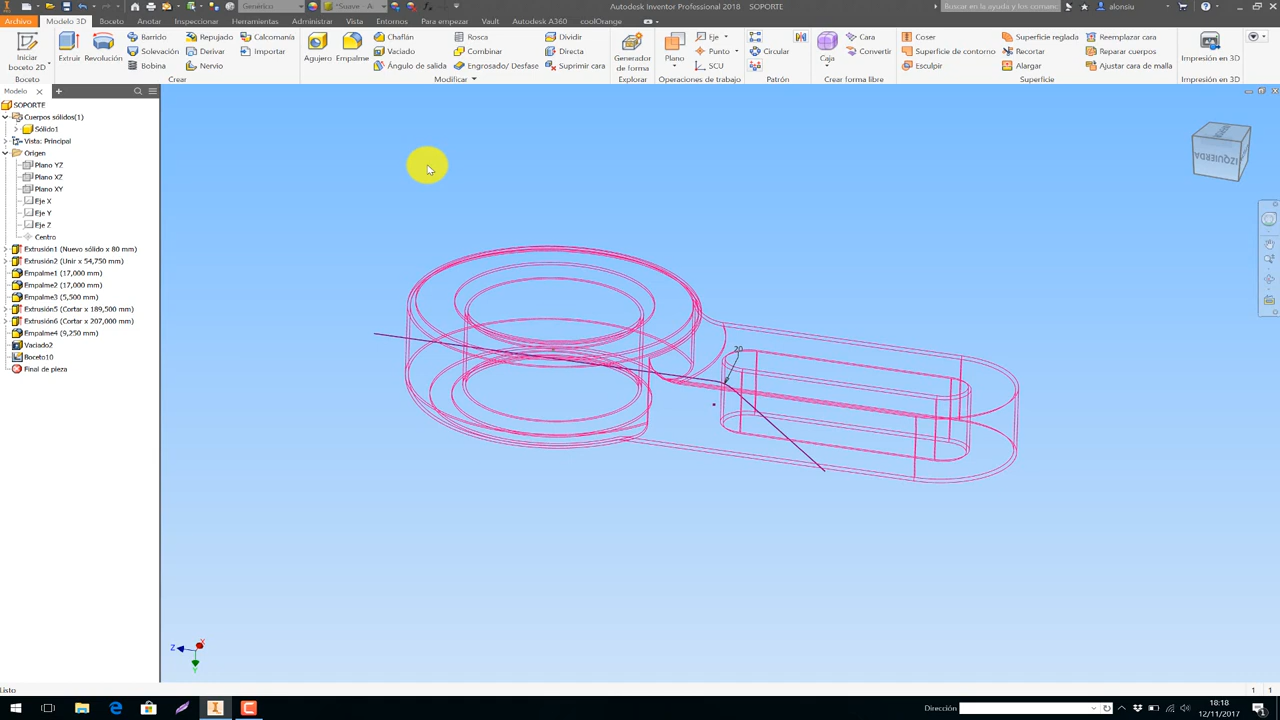 Genérico
*Suave - A
Autodesk Inventor Professional 2018   SOPORTE
Buscar en la ayuda y los coman
alonsiu
Archivo
Modelo 3D
Boceto
Anotar
Inspeccionar
Herramientas
Administrar
Vista
Entornos
Para empezar
Vault
Autodesk A360
coolOrange
Iniciar
boceto 2D
Extruir
Revolución
Barrido
Solevación
Bobina
Repujado
Derivar
Nervio
Calcomanía
Importar
Agujero
Empalme
Chaflán
Vaciado
Ángulo de salida
Rosca
Combinar
Engrosado/ Desfase
Dividir
Directa
Suprimir cara
Generador
de forma
Plano
Eje
Punto
SCU
Circular
Caja
Cara
Convertir
Coser
Superficie de contorno
Esculpir
Superficie reglada
Recortar
Alargar
Reemplazar cara
Reparar cuerpos
Ajustar cara de malla
Impresión en 3D
Boceto
Crear
Modificar
Explorar
Operaciones de trabajo
Patrón
Crear forma libre
Superficie
Impresión en 3D
Modelo
SOPORTE
Cuerpos sólidos(1)
Sólido1
Vista: Principal
Origen
Plano YZ
Plano XZ
Plano XY
Eje X
Eje Y
Eje Z
Centro
Extrusión1 (Nuevo sólido x 80 mm)
Extrusión2 (Unir x 54,750 mm)
Empalme1 (17,000 mm)
Empalme2 (17,000 mm)
Empalme3 (5,500 mm)
Extrusión5 (Cortar x 189,500 mm)
Extrusión6 (Cortar x 207,000 mm)
Empalme4 (9,250 mm)
Vaciado2
Boceto10
Final de pieza
IZQUIERDA
20
Z
X
Y
Listo
1
1
Dirección
18:18
12/11/2017